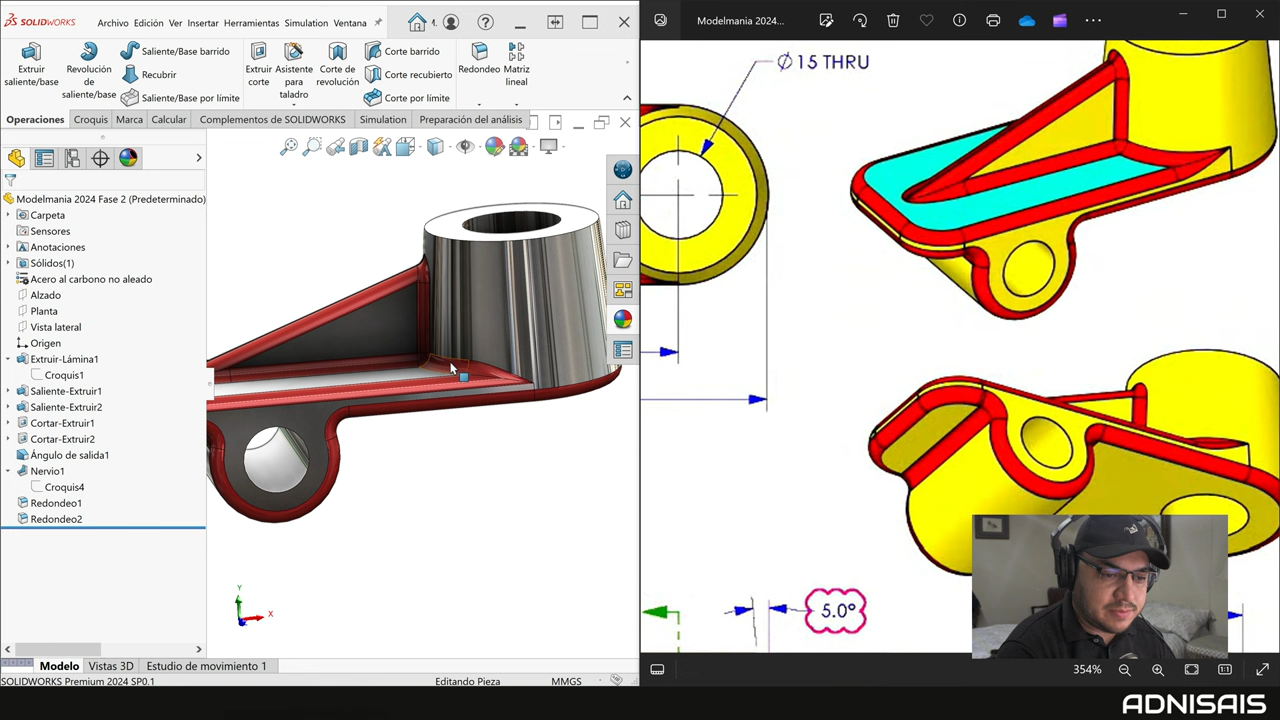 SOLIDWORKS
Archivo Edición Ver Insertar Herramientas Simulation Ventana
Extruir saliente/base
Revolución de saliente/base
Saliente/Base barrido
Recubrir
Saliente/Base por límite
Extruir corte
Asistente para taladro
Corte de revolución
Corte barrido
Corte recubierto
Corte por límite
Redondeo
Matriz lineal
Operaciones Croquis Marca Calcular Complementos de SOLIDWORKS Simulation Preparación del análisis
Modelmania 2024 Fase 2 (Predeterminado)
Carpeta
Sensores
Anotaciones
Sólidos(1)
Acero al carbono no aleado
Alzado
Planta
Vista lateral
Origen
Extruir-Lámina1
Croquis1
Saliente-Extruir1
Saliente-Extruir2
Cortar-Extruir1
Cortar-Extruir2
Ángulo de salida1
Nervio1
Croquis4
Redondeo1
Redondeo2
Y
X
Modelo Vistas 3D Estudio de movimiento 1
SOLIDWORKS Premium 2024 SP0.1 Editando Pieza MMGS
Modelmania 2024...
Ø15 THRU
5.0°
354%
1:1
ADNISAIS